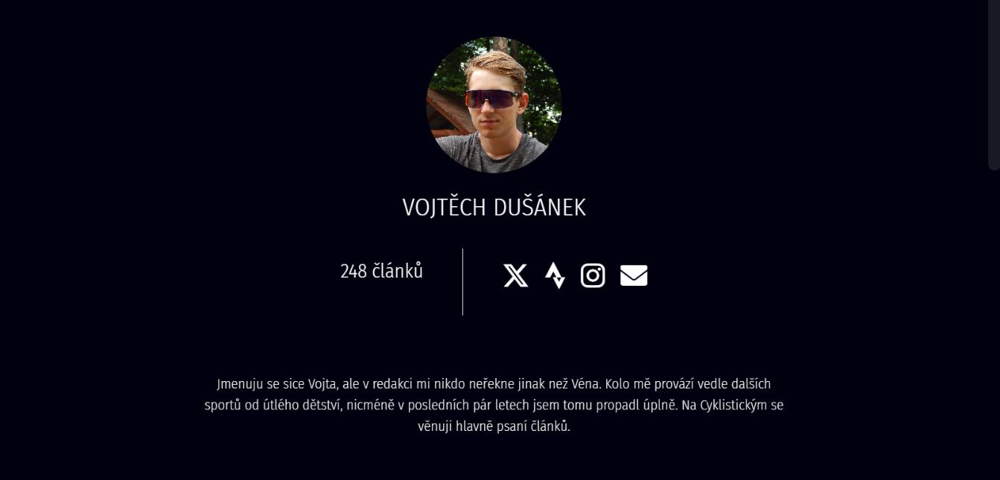 VOJTĚCH DUŠÁNEK
248 článků
Jmenuju se sice Vojta, ale v redakci mi nikdo neřekne jinak než Véna. Kolo mě provází vedle dalších
sportů od útlého dětství, nicméně v posledních pár letech jsem tomu propadl úplně. Na Cyklistickým se
věnuji hlavně psaní článků.